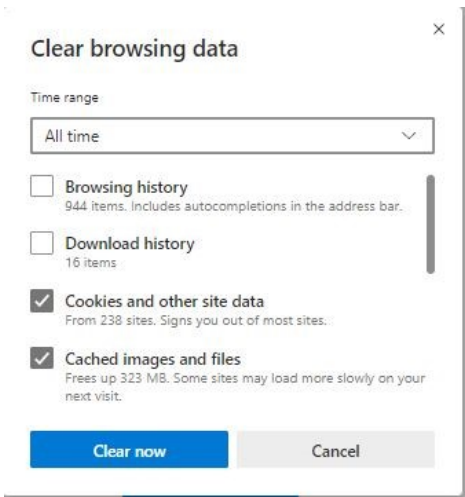 Clear browsing data
Time range
All time
Browsing history
944 items. Includes autocompletions in the address bar.
Download history
16 items
Cookies and other site data
From 238 sites. Signs you out of most sites.
Cached images and files
Frees up 323 MB. Some sites may load more slowly on your
next visit.
Clear now
Cancel